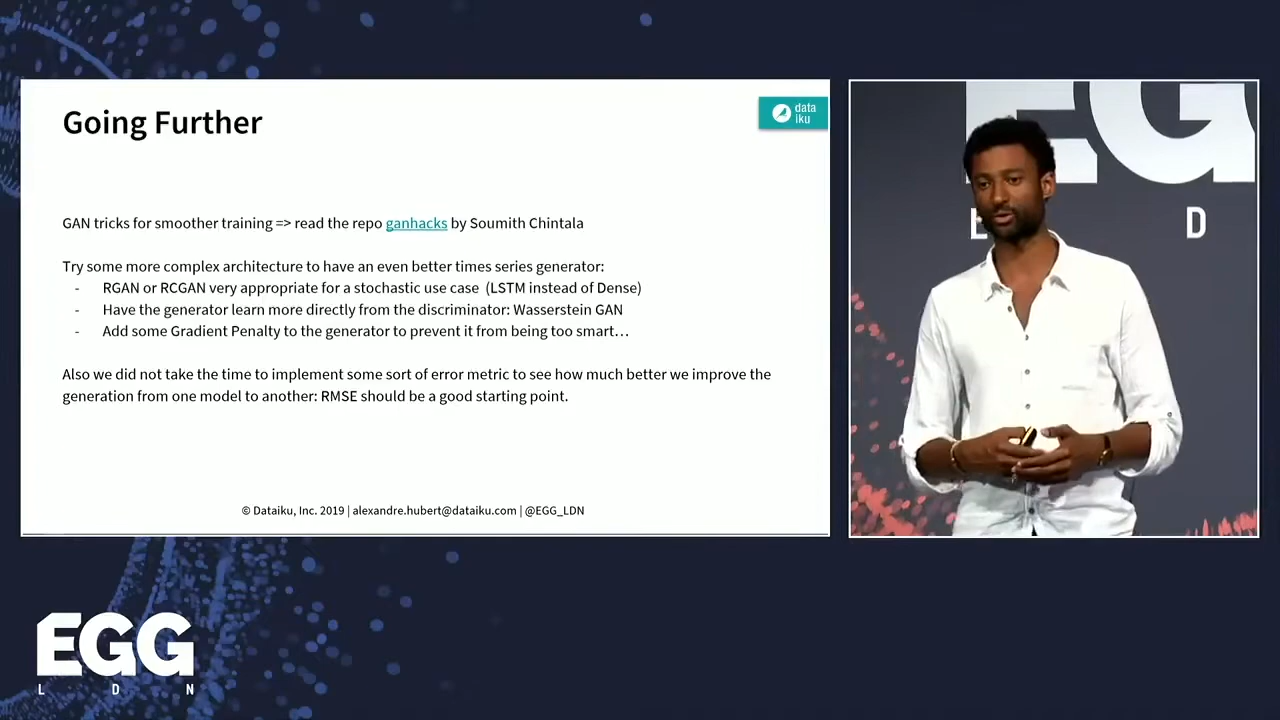 Going Further
data
iku
GAN tricks for smoother training => read the repo ganhacks by Soumith Chintala
Try some more complex architecture to have an even better times series generator:
- RGAN or RCGAN very appropriate for a stochastic use case (LSTM instead of Dense)
- Have the generator learn more directly from the discriminator: Wasserstein GAN
- Add some Gradient Penalty to the generator to prevent it from being too smart…
Also we did not take the time to implement some sort of error metric to see how much better we improve the
generation from one model to another: RMSE should be a good starting point.
© Dataiku, Inc. 2019 | alexandre.hubert@dataiku.com | @EGG_LDN
EG
L D
EGG
L D N